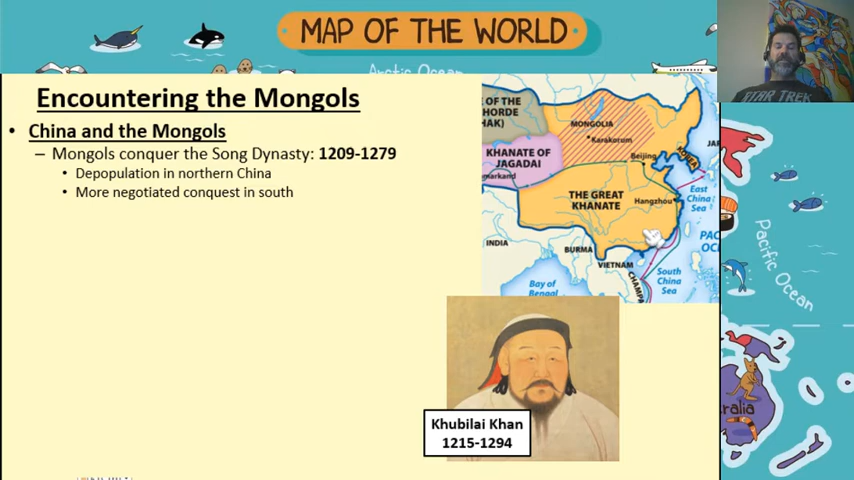 MAP OF THE WORLD
Arctic Ocean
Encountering the Mongols
• China and the Mongols
– Mongols conquer the Song Dynasty: 1209-1279
• Depopulation in northern China
• More negotiated conquest in south
E OF THE
HORDE
HAK)
MONGOLIA
Karakorum
KHANATE OF
JAGADAI
markand
Beijing
KOREA
JAP
THE GREAT
KHANATE
Hangzhou
East
China
Sea
PAC
OC
INDIA
BURMA
VIETNAM
CHAMPA
South
China
Sea
Bay of
Bengal
Khubilai Khan
1215-1294
STAR TREK
Pacific Ocean
tralia